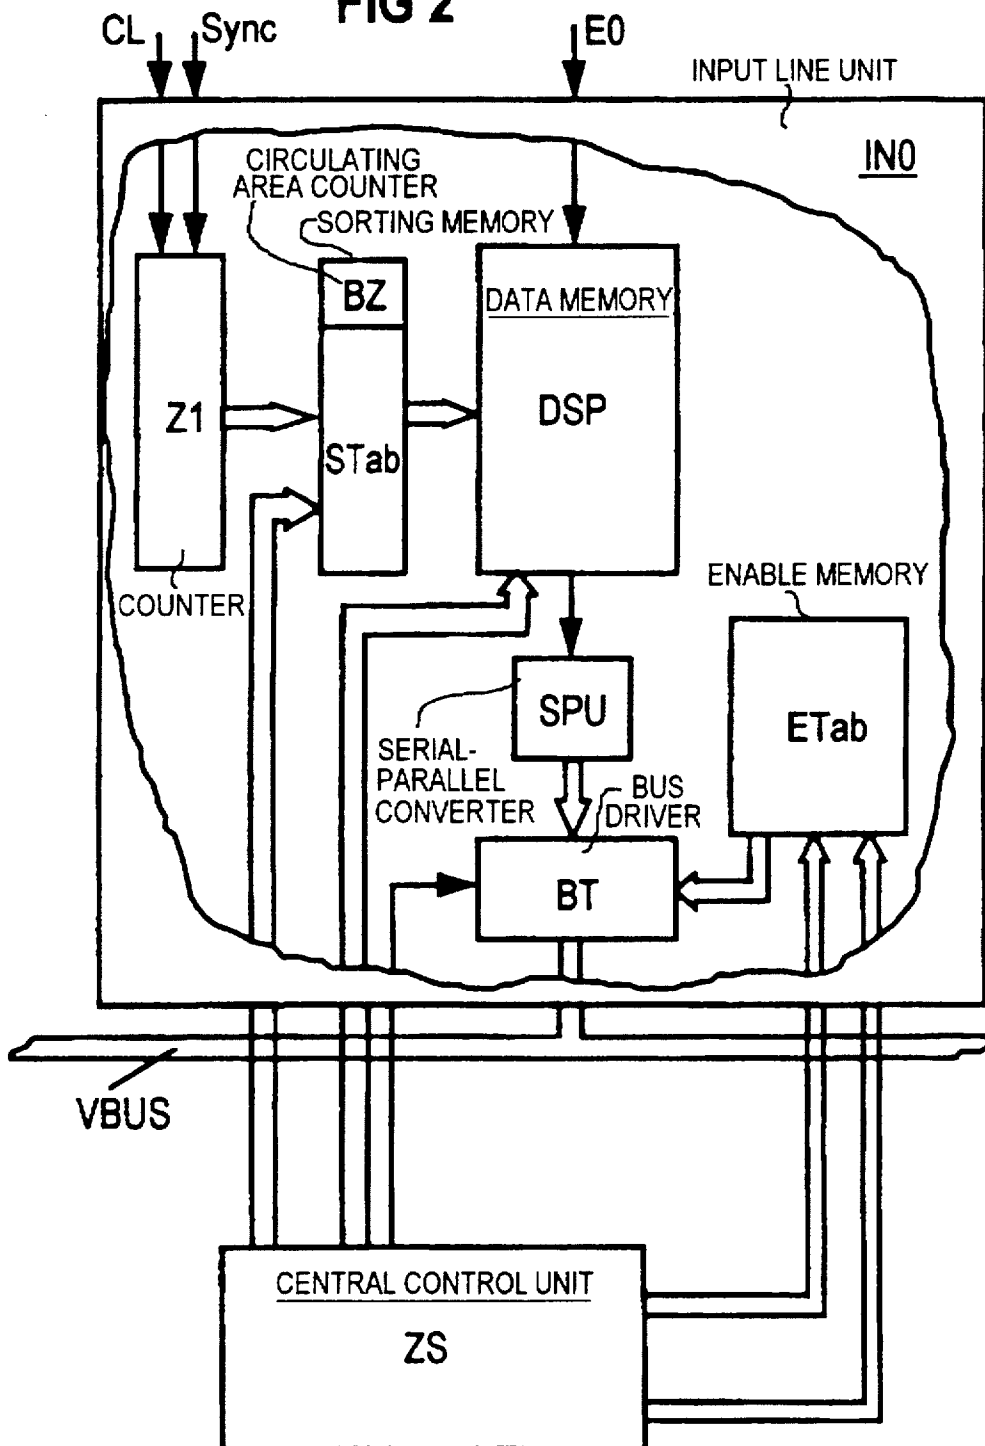 FIG 2
CL Sync E0
INPUT LINE UNIT
IN0
CIRCULATING
AREA COUNTER
SORTING MEMORY
BZ
DATA MEMORY
Z1
STab
DSP
COUNTER
ENABLE MEMORY
SPU
ETab
SERIAL-
PARALLEL
CONVERTER
BUS
DRIVER
BT
VBUS
CENTRAL CONTROL UNIT
ZS